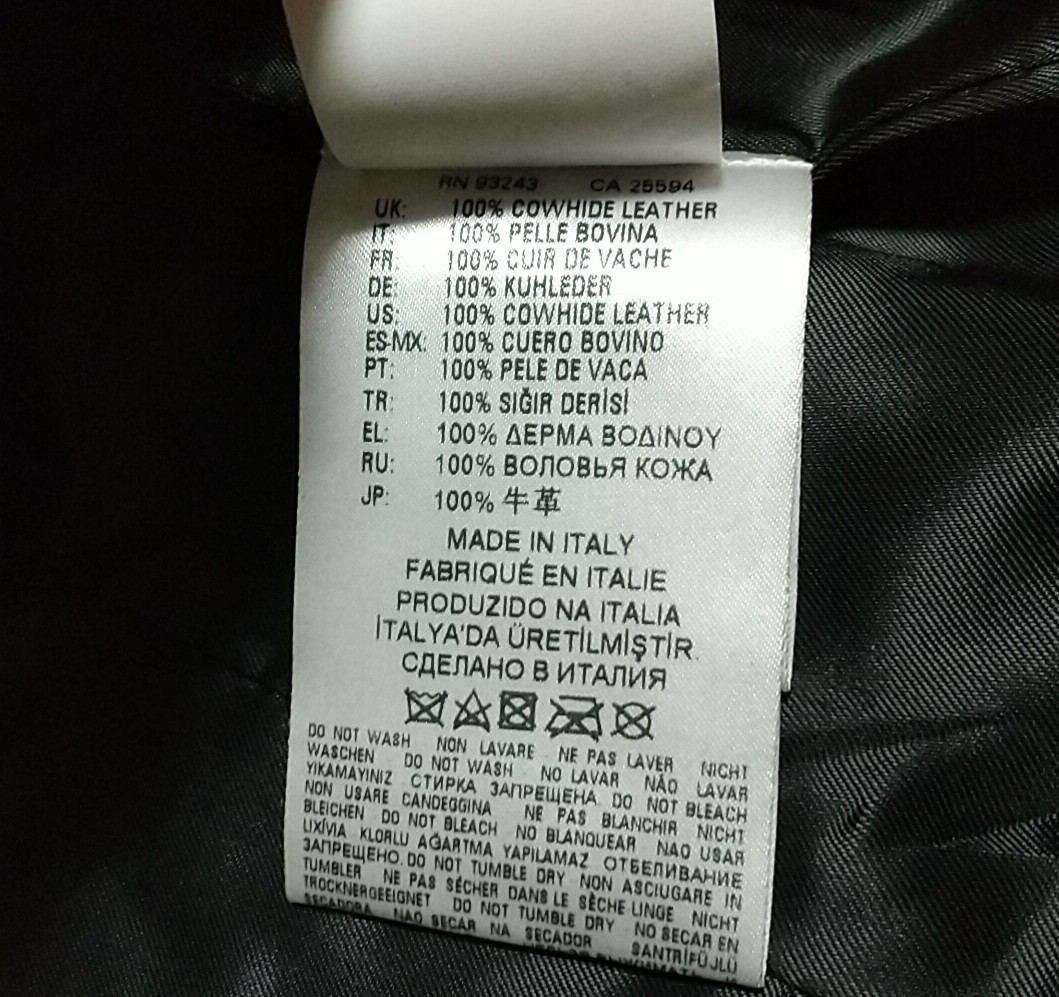 RN 93243 CA 25594
UK: 100% COWHIDE LEATHER
IT: 100% PELLE BOVINA
FR: 100% CUIR DE VACHE
DE: 100% KUHLEDER
US: 100% COWHIDE LEATHER
ES-MX: 100% CUERO BOVINO
PT: 100% PELE DE VACA
TR: 100% SIĞIR DERİSİ
EL: 100% ΔΕΡΜΑ ΒΟΔΙΝΟΥ
RU: 100% ВОЛОВЬЯ КОЖА
JP: 100% 牛革
MADE IN ITALY
FABRIQUÉ EN ITALIE
PRODUZIDO NA ITALIA
İTALYA'DA ÜRETİLMİŞTİR.
СДЕЛАНО В ИТАЛИЯ
DO NOT WASH NON LAVARE NE PAS LAVER NICHT
WASCHEN DO NOT WASH NO LAVAR NÃO LAVAR
YIKAMAYINIZ СТИРКА ЗАПРЕЩЕНА. DO NOT BLEACH
NON USARE CANDEGGINA NE PAS BLANCHIR NICHT
BLEICHEN DO NOT BLEACH NO BLANQUEAR NAO USAR
LIXÍVIA KLORLU AĞARTMA YAPILAMAZ ОТБЕЛИВАНИЕ
ЗАПРЕЩЕНО. DO NOT TUMBLE DRY NON ASCIUGARE IN
TUMBLER NE PAS SÉCHER DANS LE SÈCHE-LINGE NICHT
TROCKNERGEEIGNET DO NOT TUMBLE DRY NO SECAR EN
SECADORA NAO SECAR NA SECADOR SANTRİFÜJLÜ